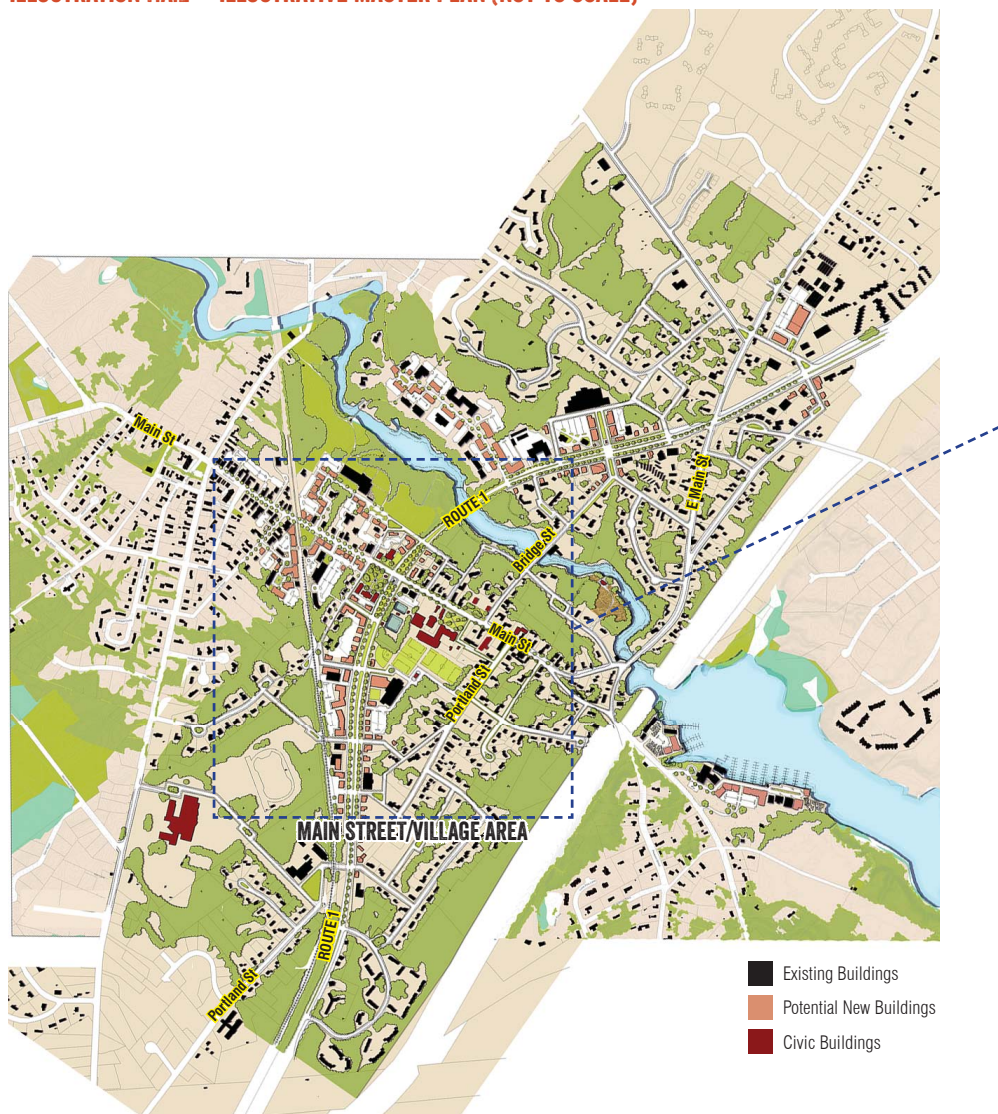 Main St
ROUTE 1
E Main St
Bridge St
Main St
Portland St
MAIN STREET/VILLAGE AREA
ROUTE 1
Portland St
Existing Buildings
Potential New Buildings
Civic Buildings